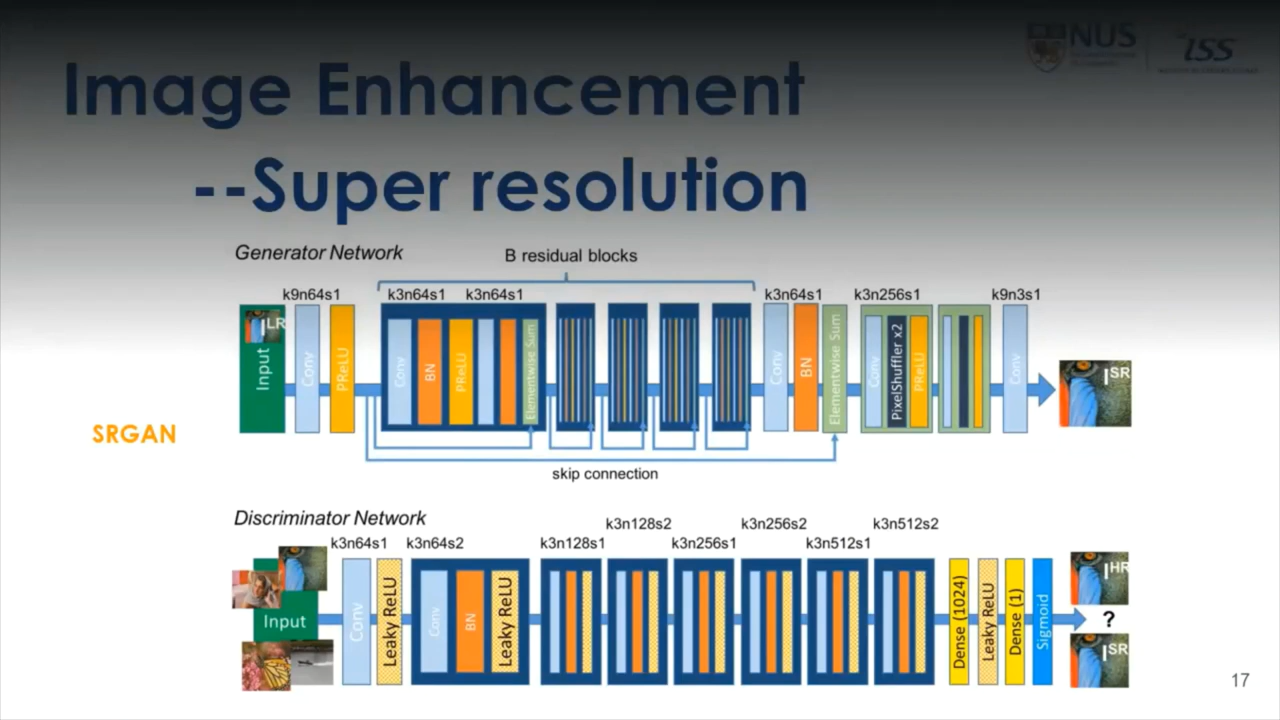 NUS
ISS
Image Enhancement
--Super resolution
Generator Network
B residual blocks
k9n64s1
k3n64s1
k3n64s1
k3n64s1
k3n256s1
k9n3s1
Input
I LR
Conv
PReLU
Conv
BN
PReLU
Elementwise Sum
Conv
BN
Elementwise Sum
Conv
PixelShuffler x2
PReLU
Conv
I SR
skip connection
SRGAN
Discriminator Network
k3n64s1
k3n64s2
k3n128s1
k3n128s2
k3n256s1
k3n256s2
k3n512s1
k3n512s2
Input
Conv
Leaky ReLU
Conv
BN
Leaky ReLU
Dense (1024)
Leaky ReLU
Dense (1)
Sigmoid
I HR
?
I SR
17